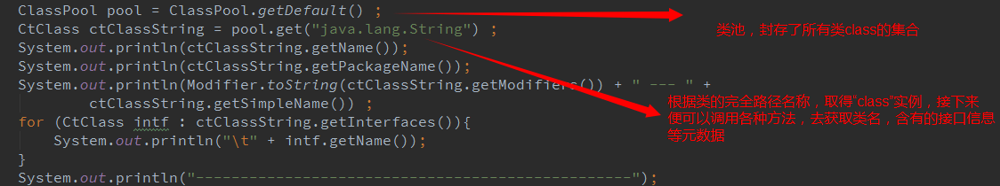 ClassPool pool = ClassPool.getDefault() ;
类池，封存了所有类class的集合
CtClass ctClassString = pool.get("java.lang.String") ;
System.out.println(ctClassString.getName());
System.out.println(ctClassString.getPackageName());
System.out.println(Modifier.toString(ctClassString.getModifiers()) + " --- " +
ctClassString.getSimpleName()) ;
根据类的完全路径名称，取得“class”实例，接下来
便可以调用各种方法，去获取类名，含有的接口信息
等元数据
for (CtClass intf : ctClassString.getInterfaces()){
System.out.println("\t" + intf.getName());
}
System.out.println("-------------------------------------------------");